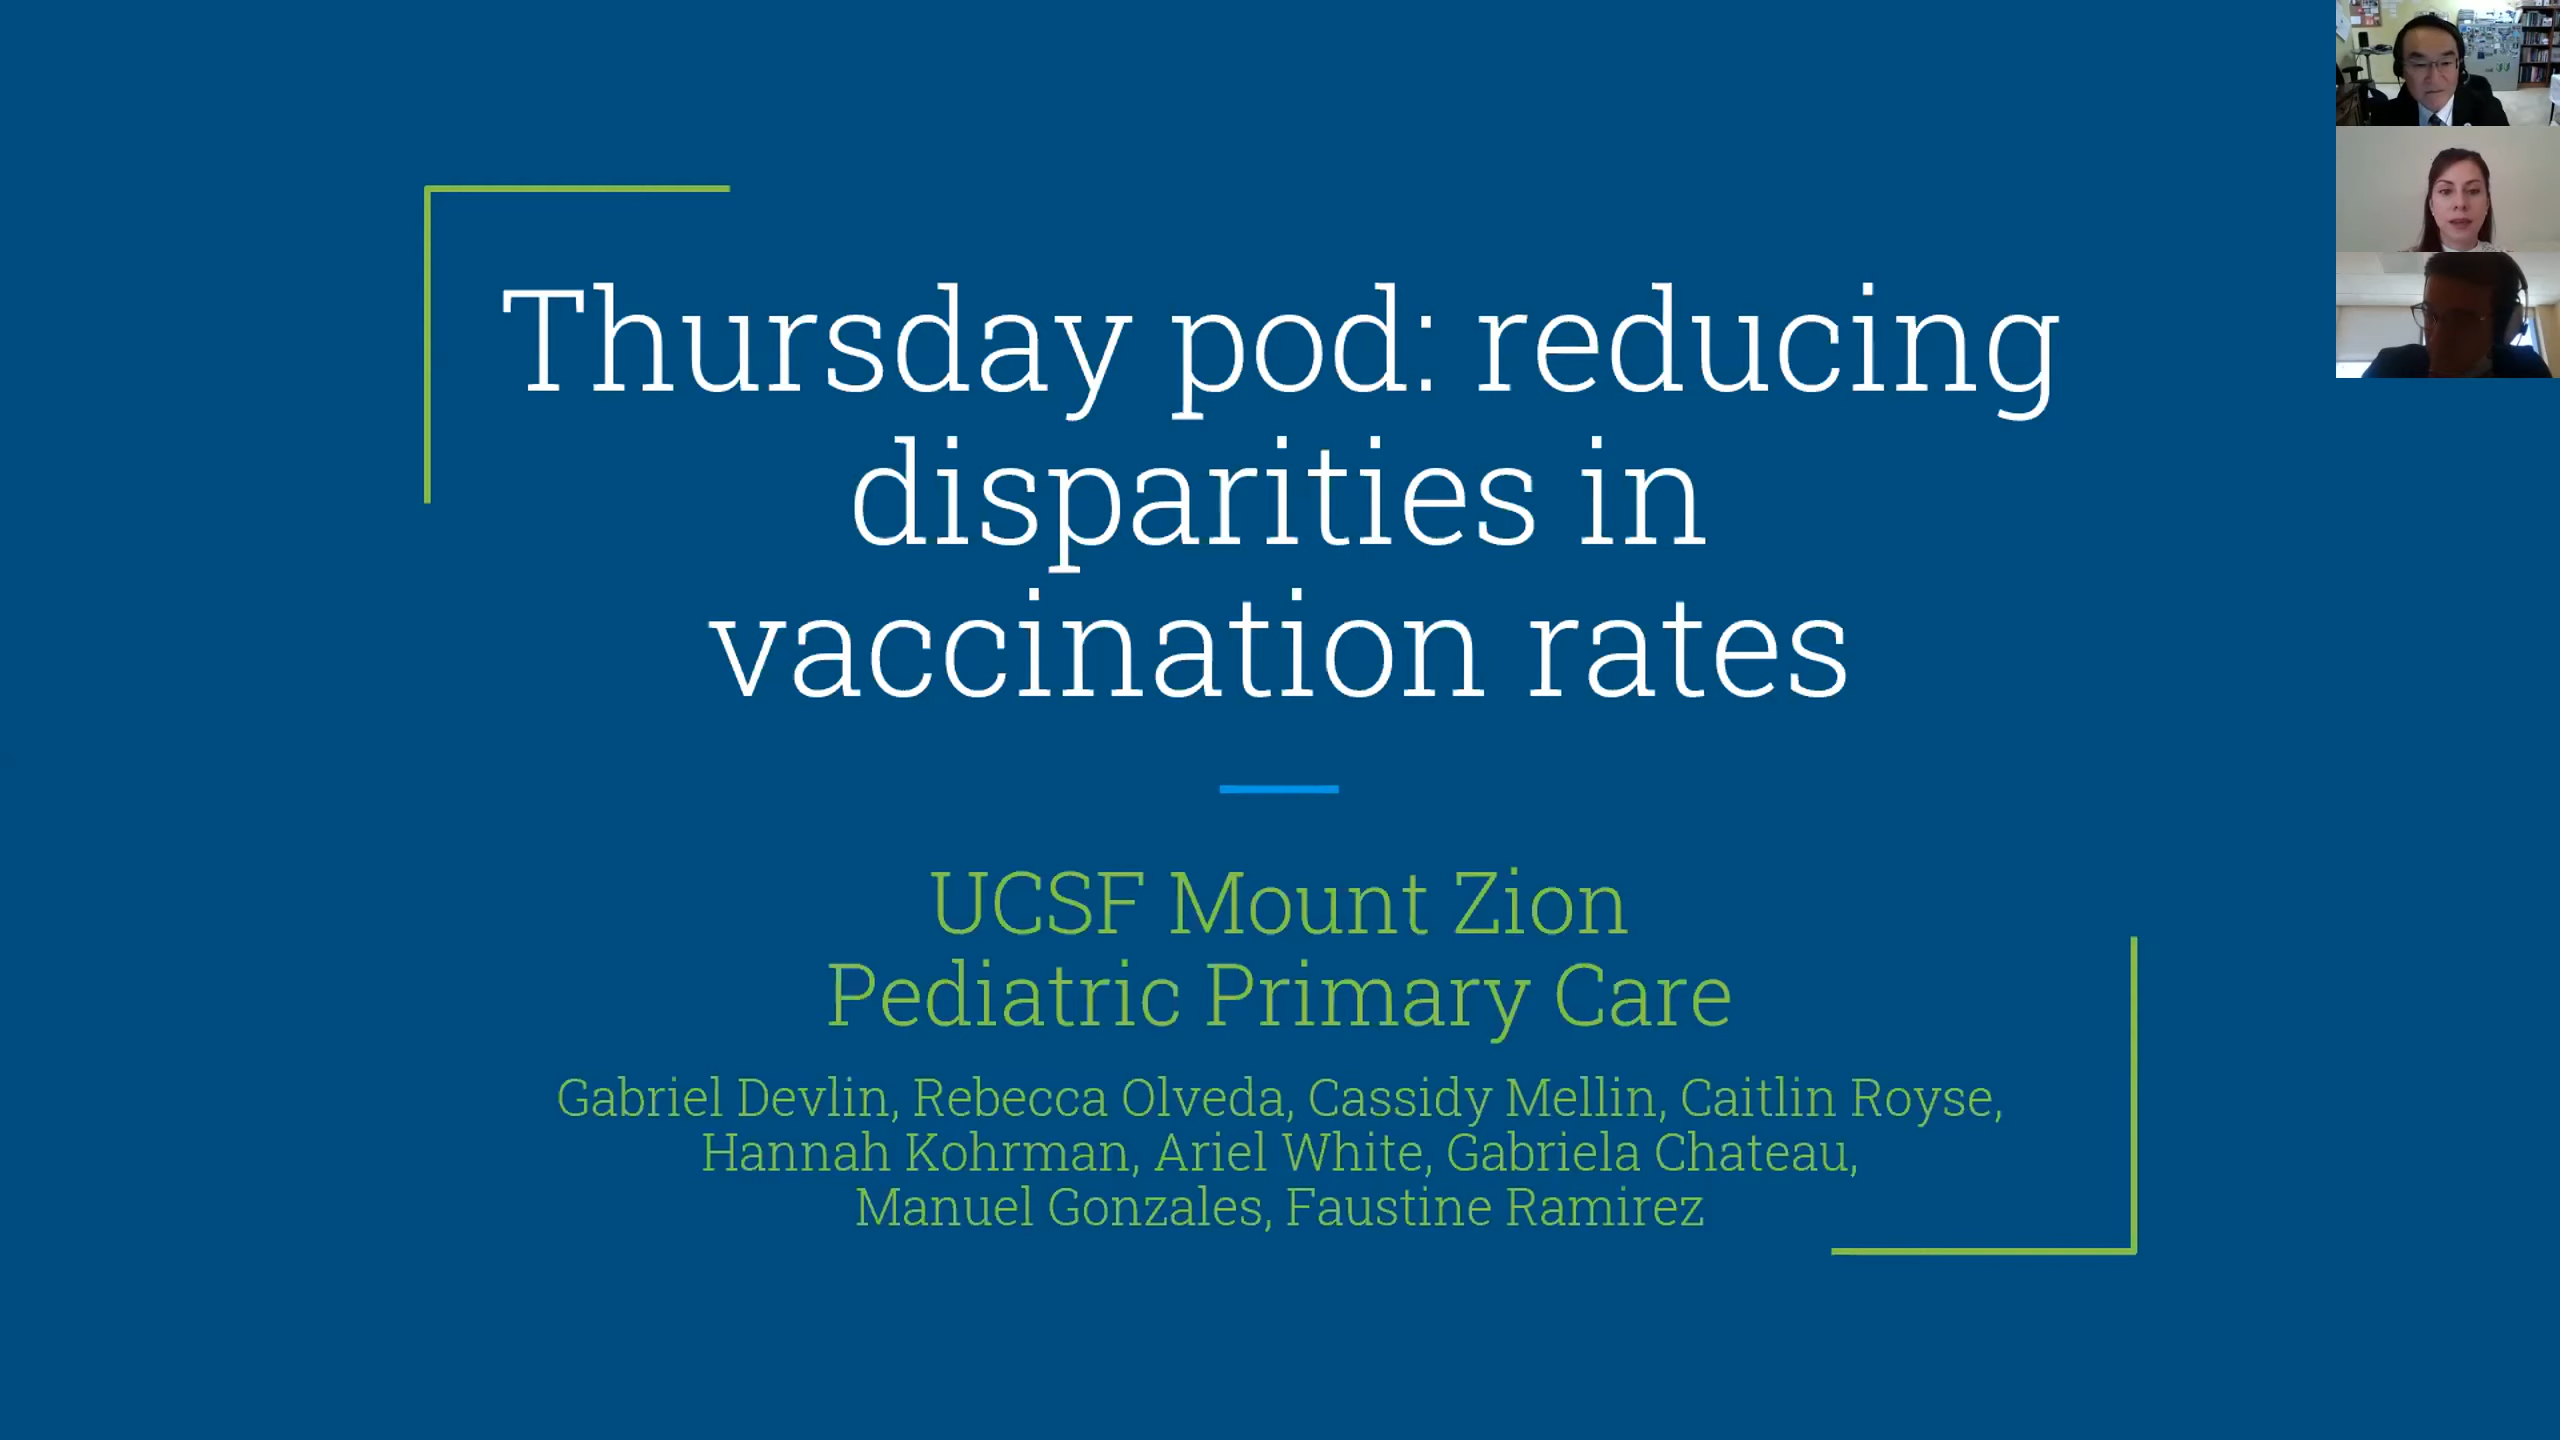 Thursday pod: reducing
disparities in
vaccination rates
UCSF Mount Zion
Pediatric Primary Care
Gabriel Devlin, Rebecca Olveda, Cassidy Mellin, Caitlin Royse,
Hannah Kohrman, Ariel White, Gabriela Chateau,
Manuel Gonzales, Faustine Ramirez